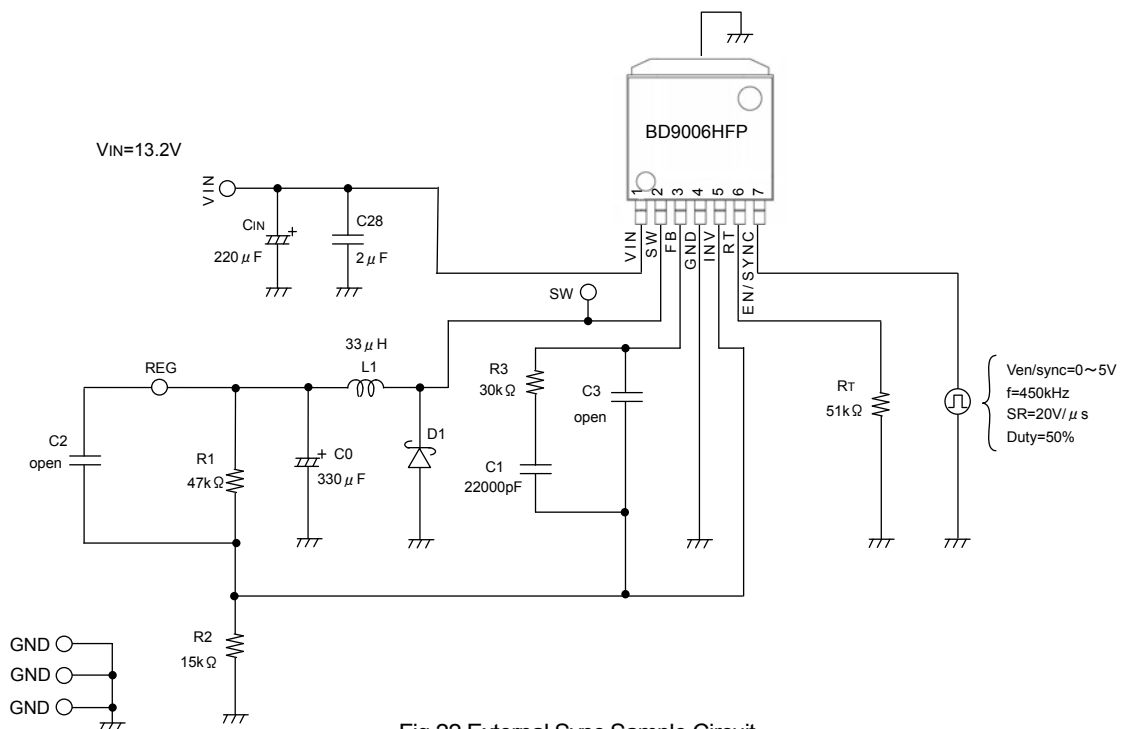 BD9006HFP
VIN=13.2V
VIN
CIN
220μF
C28
2μF
1
2
3
4
5
6
7
VIN
SW
FB
GND
INV
RT
EN/SYNC
SW
33μH
L1
REG
R3
30kΩ
C3
open
RT
51kΩ
Ven/sync=0～5V
f=450kHz
SR=20V/μs
Duty=50%
C2
open
R1
47kΩ
C0
330μF
D1
C1
22000pF
R2
15kΩ
GND
GND
GND